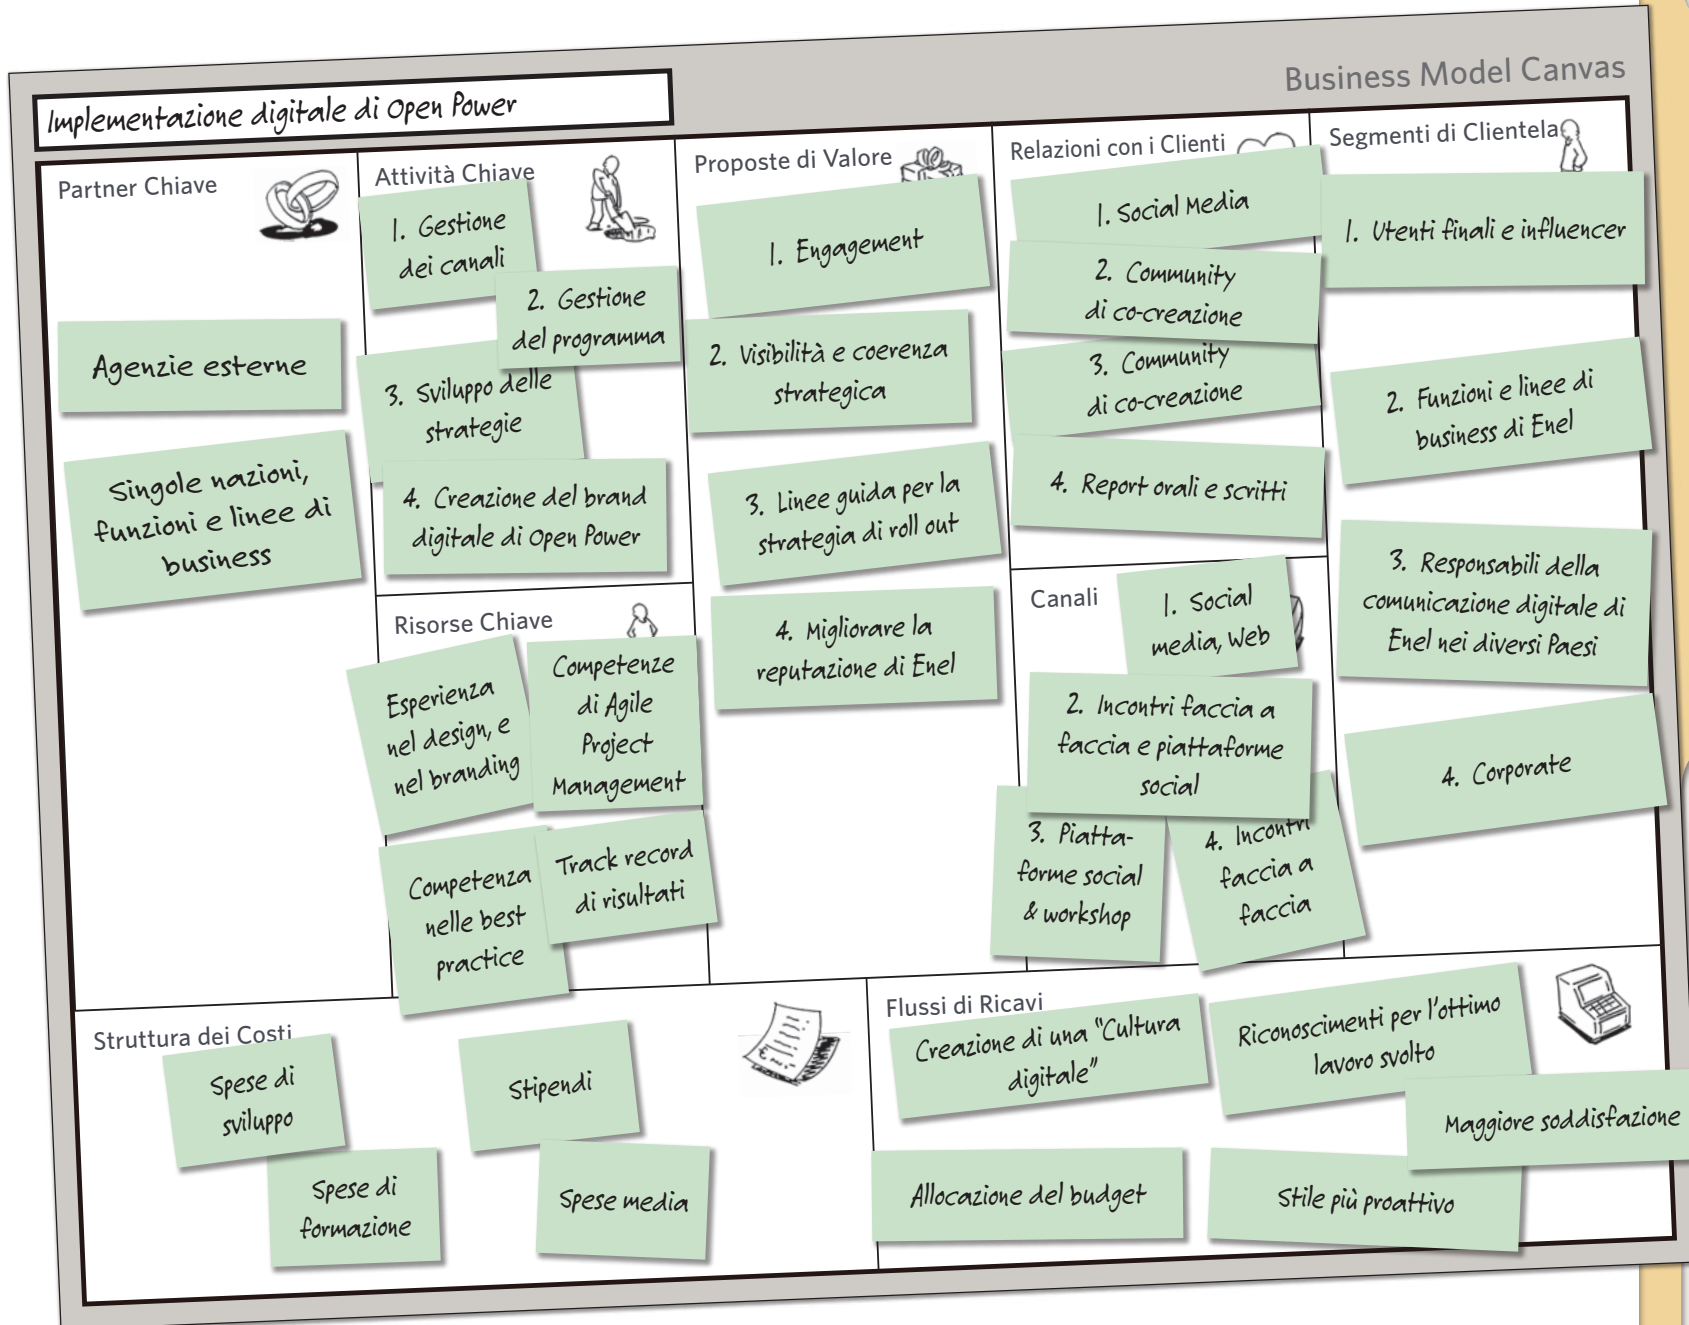 Business Model Canvas
Implementazione digitale di Open Power
Partner Chiave
Agenzie esterne
Singole nazioni,
funzioni e linee di
business
Attività Chiave
1. Gestione
dei canali
2. Gestione
del programma
3. Sviluppo delle
strategie
4. Creazione del brand
digitale di Open Power
Risorse Chiave
Esperienza
nel design, e
nel branding
Competenze
di Agile
Project
Management
Competenza
nelle best
practice
Track record
di risultati
Proposte di Valore
1. Engagement
2. Visibilità e coerenza
strategica
3. Linee guida per la
strategia di roll out
4. Migliorare la
reputazione di Enel
Relazioni con i Clienti
1. Social Media
2. Community
di co-creazione
3. Community
di co-creazione
4. Report orali e scritti
Canali
1. Social
media, Web
2. Incontri faccia a
faccia e piattaforme
social
3. Piatta-
forme social
& workshop
4. Incontri
faccia a
faccia
Segmenti di Clientela
1. Utenti finali e influencer
2. Funzioni e linee di
business di Enel
3. Responsabili della
comunicazione digitale di
Enel nei diversi Paesi
4. Corporate
Struttura dei Costi
Spese di
sviluppo
Stipendi
Spese di
formazione
Spese media
Flussi di Ricavi
Creazione di una "Cultura
digitale"
Riconoscimenti per l'ottimo
lavoro svolto
Maggiore soddisfazione
Allocazione del budget
Stile più proattivo